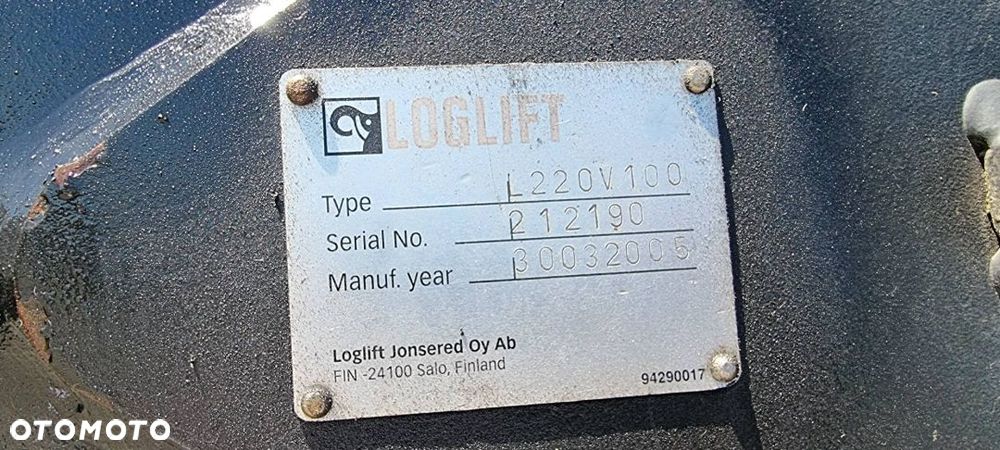 LOGLIFT
Type L220V100
Serial No. 212190
Manuf. year 30032005
Loglift Jonsered Oy Ab
FIN -24100 Salo, Finland
94290017
OTOMOTO